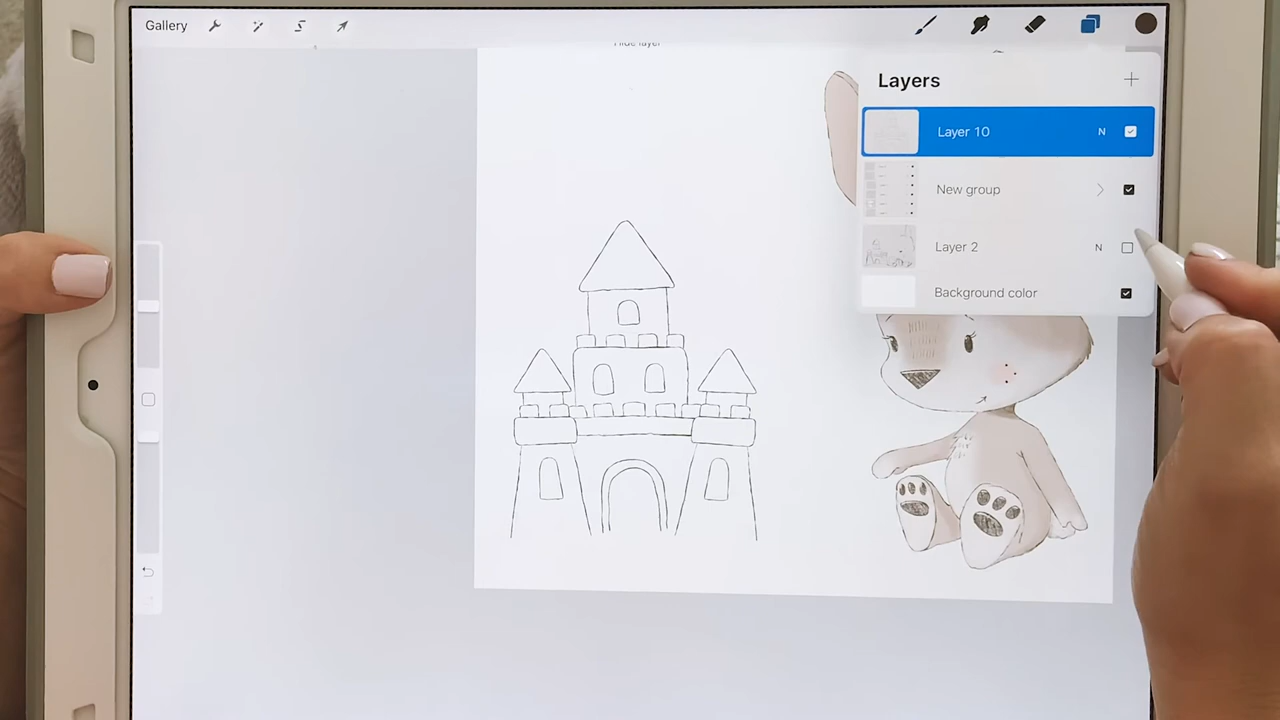 Gallery
Hide layer
Layers
Layer 10 N
New group
Layer 2 N
Background color